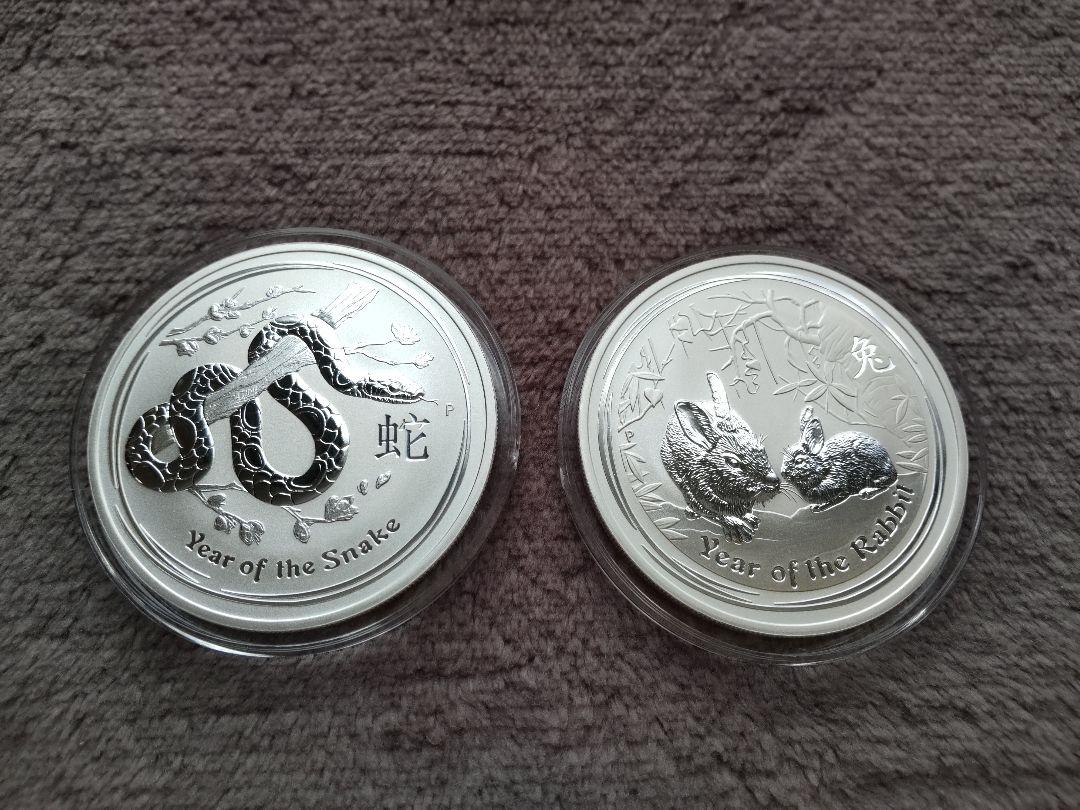 P
蛇
Year of the Snake
兔
Year of the Rabbit